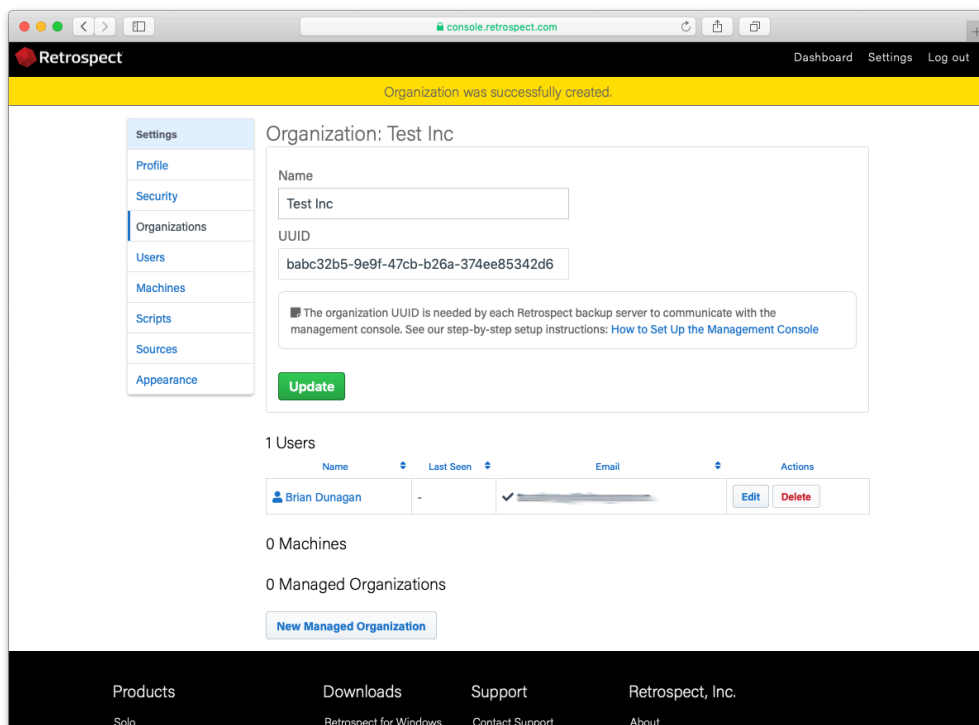 console.retrospect.com
Retrospect
Dashboard Settings Log out
Organization was successfully created.
Settings
Profile
Security
Organizations
Users
Machines
Scripts
Sources
Appearance
Organization: Test Inc
Name
Test Inc
UUID
babc32b5-9e9f-47cb-b26a-374ee85342d6
The organization UUID is needed by each Retrospect backup server to communicate with the
management console. See our step-by-step setup instructions: How to Set Up the Management Console
Update
1 Users
Name Last Seen Email Actions
Brian Dunagan - Edit Delete
0 Machines
0 Managed Organizations
New Managed Organization
Products Downloads Support Retrospect, Inc.
Solo Retrospect for Windows Contact Support About